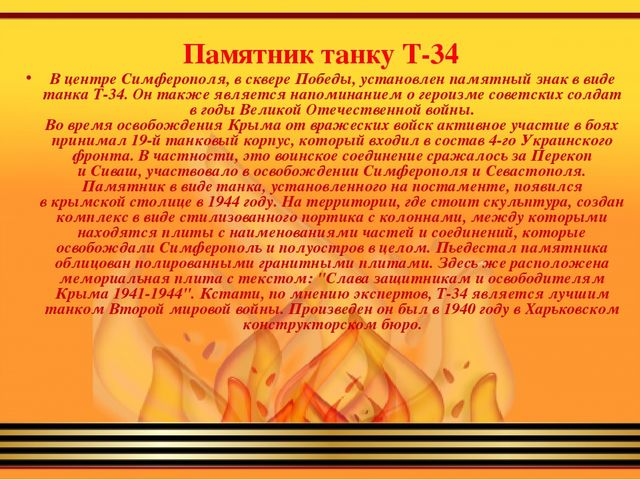 Памятник танку Т-34
• В центре Симферополя, в сквере Победы, установлен памятный знак в виде
танка Т-34. Он также является напоминанием о героизме советских солдат
в годы Великой Отечественной войны.
Во время освобождения Крыма от вражеских войск активное участие в боях
принимал 19-й танковый корпус, который входил в состав 4-го Украинского
фронта. В частности, это воинское соединение сражалось за Перекоп
и Сиваш, участвовало в освобождении Симферополя и Севастополя.
Памятник в виде танка, установленного на постаменте, появился
в крымской столице в 1944 году. На территории, где стоит скульптура, создан
комплекс в виде стилизованного портика с колоннами, между которыми
находятся плиты с наименованиями частей и соединений, которые
освобождали Симферополь и полуостров в целом. Пьедестал памятника
облицован полированными гранитными плитами. Здесь же расположена
мемориальная плита с текстом: "Слава защитникам и освободителям
Крыма 1941-1944". Кстати, по мнению экспертов, Т-34 является лучшим
танком Второй мировой войны. Произведен он был в 1940 году в Харьковском
конструкторском бюро.